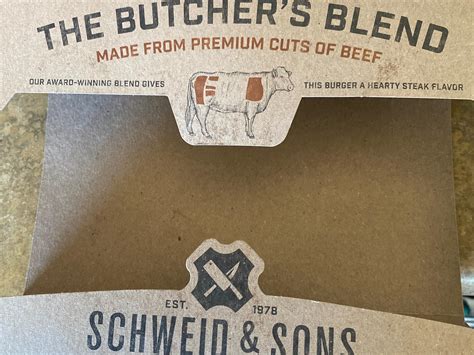 THE BUTCHER'S BLEND
MADE FROM PREMIUM CUTS OF BEEF
OUR AWARD-WINNING BLEND GIVES THIS BURGER A HEARTY STEAK FLAVOR
EST. 1978
SCHWEID & SONS